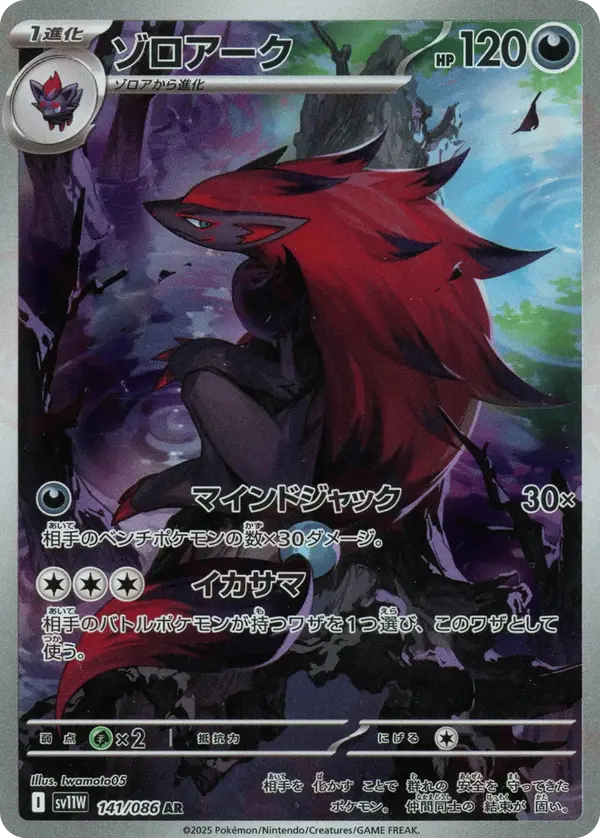 1進化
ゾロアーク
HP120
ゾロアから進化
マインドジャック 30×
相手のベンチポケモンの数×30ダメージ。
イカサマ
相手のバトルポケモンが持つワザを1つ選び、このワザとして
使う。
弱点 ×2 抵抗力 にげる
Illus. Iwamoto05
I sv11W 141/086 AR
相手を 化かす ことで 群れの 安全を 守ってきた
ポケモン。 仲間同士の 結束が 固い。
©2025 Pokémon/Nintendo/Creatures/GAME FREAK.